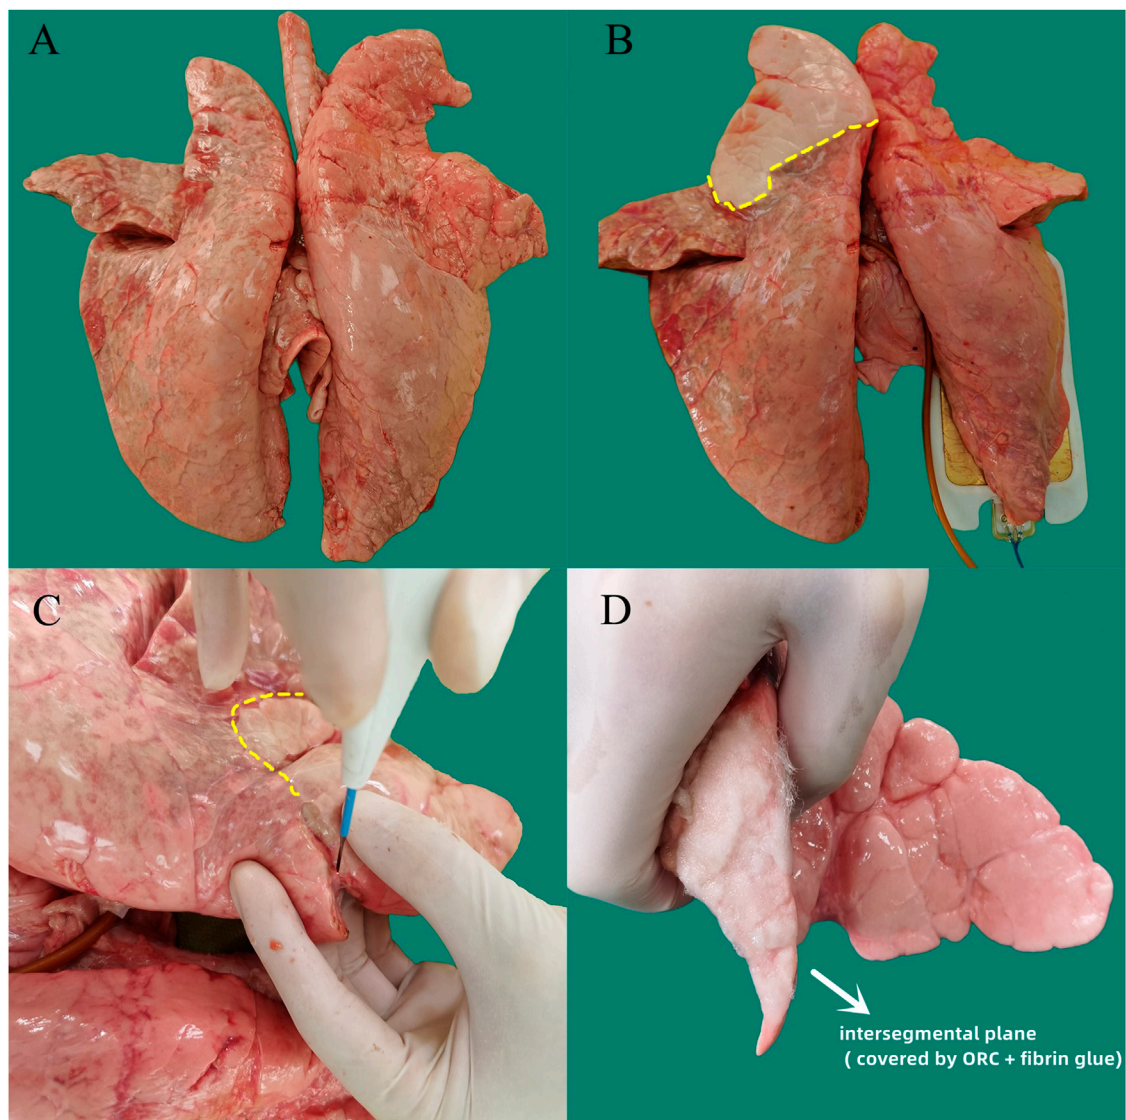 A
B
C
D
intersegmental plane
( covered by ORC + fibrin glue)